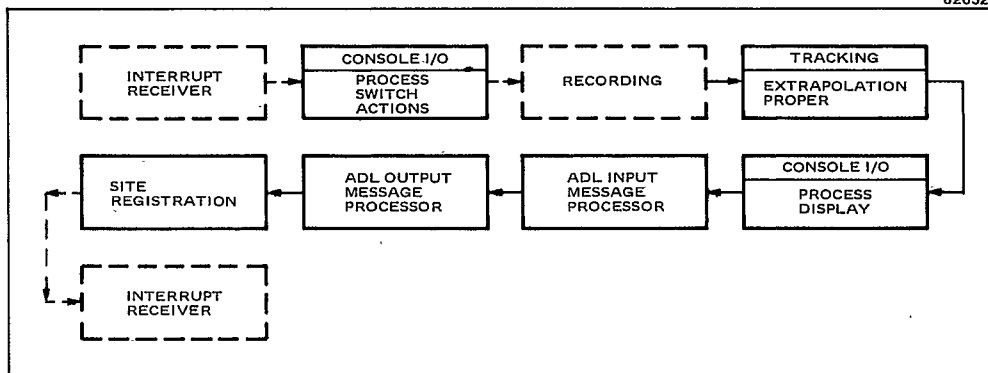 INTERRUPT
RECEIVER
CONSOLE I/O
PROCESS
SWITCH
ACTIONS
RECORDING
TRACKING
EXTRAPOLATION
PROPER
SITE
REGISTRATION
ADL OUTPUT
MESSAGE
PROCESSOR
ADL INPUT
MESSAGE
PROCESSOR
CONSOLE I/O
PROCESS
DISPLAY
INTERRUPT
RECEIVER